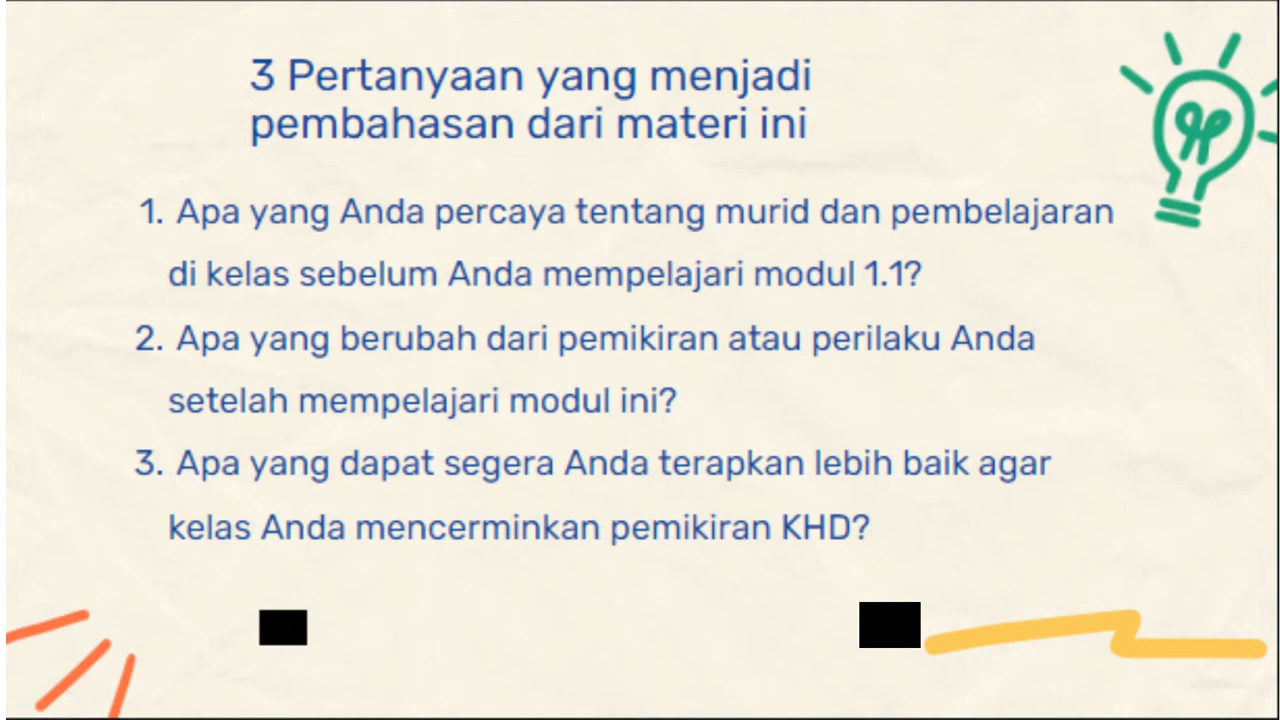 3 Pertanyaan yang menjadi
pembahasan dari materi ini
1. Apa yang Anda percaya tentang murid dan pembelajaran
di kelas sebelum Anda mempelajari modul 1.1?
2. Apa yang berubah dari pemikiran atau perilaku Anda
setelah mempelajari modul ini?
3. Apa yang dapat segera Anda terapkan lebih baik agar
kelas Anda mencerminkan pemikiran KHD?